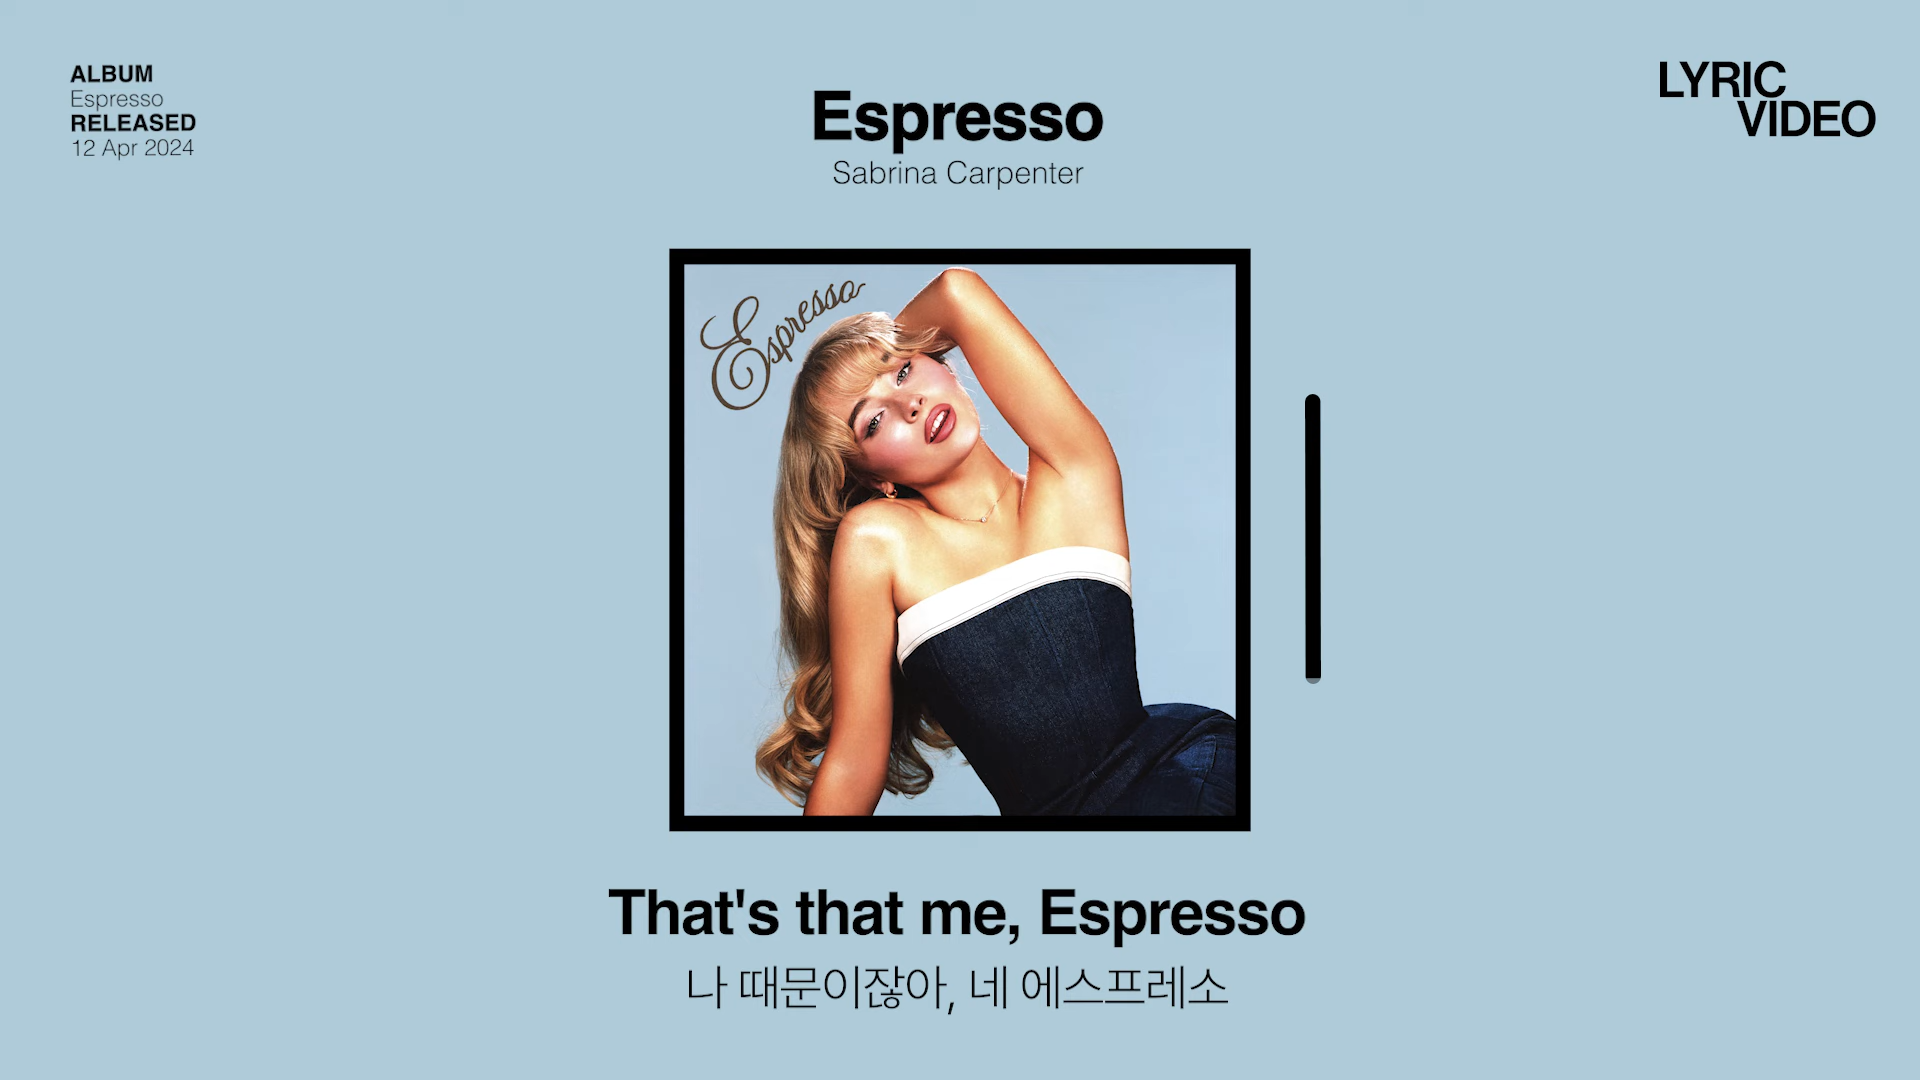 ALBUM
Espresso
RELEASED
12 Apr 2024
Espresso
Sabrina Carpenter
LYRIC
VIDEO
Espresso
That's that me, Espresso
나 때문이잖아, 네 에스프레소